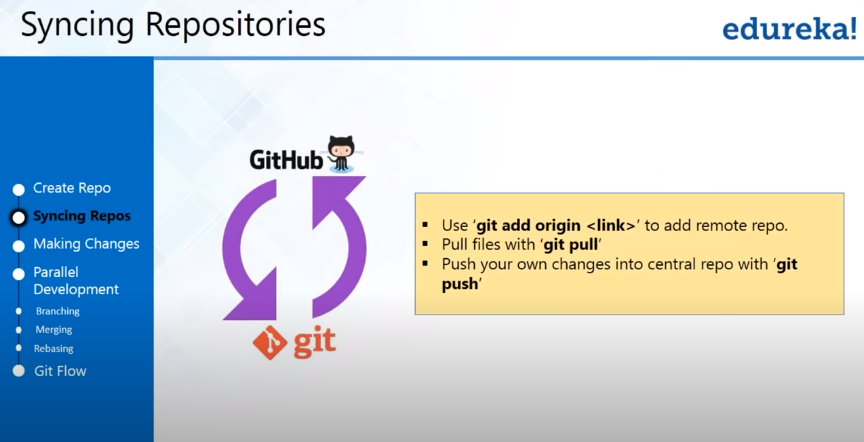 Syncing Repositories
edureka!
Create Repo
Syncing Repos
Making Changes
Parallel
Development
Branching
Merging
Rebasing
Git Flow
GitHub
git
▪ Use ‘git add origin <link>’ to add remote repo.
▪ Pull files with ‘git pull’
▪ Push your own changes into central repo with ‘git
push’